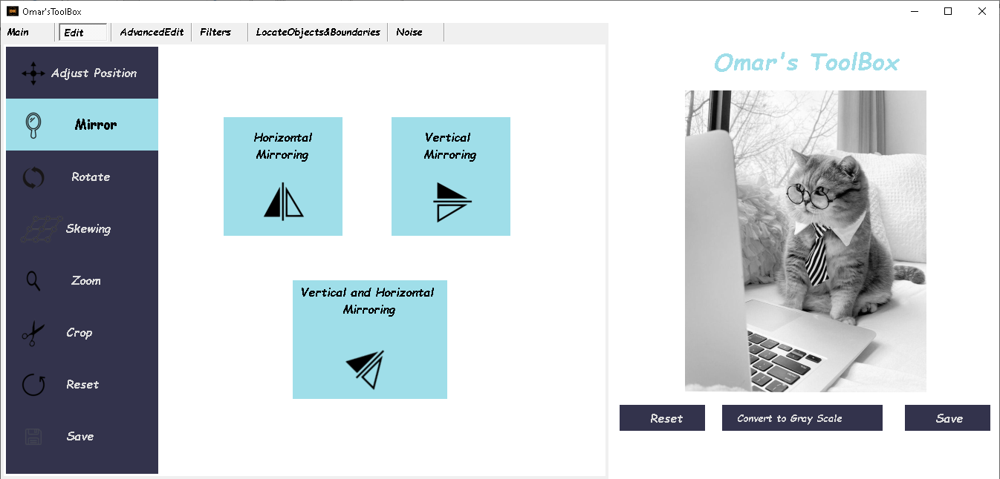 Omar'sToolBox
Main
Edit
AdvancedEdit
Filters
LocateObjects&Boundaries
Noise
Adjust Position
Mirror
Rotate
Skewing
Zoom
Crop
Reset
Save
Horizontal
Mirroring
Vertical
Mirroring
Vertical and Horizontal
Mirroring
Omar's ToolBox
Reset
Convert to Gray Scale
Save